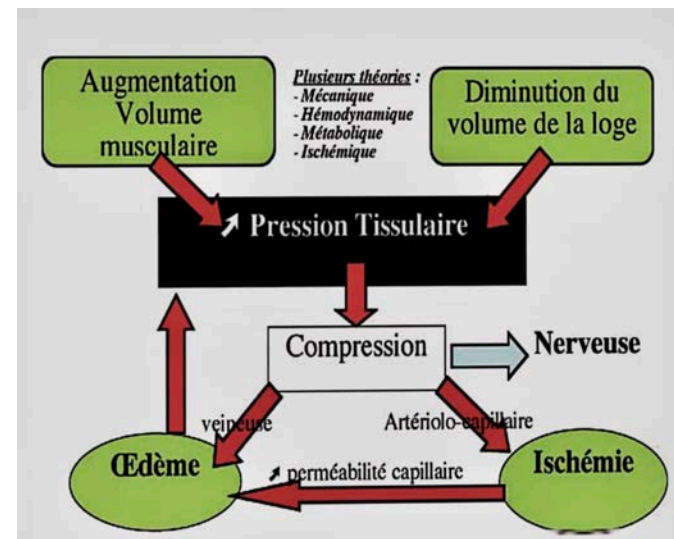 Augmentation
Volume
musculaire
Plusieurs théories :
- Mécanique
- Hémodynamique
- Métabolique
- Ischémique
Diminution du
volume de la loge
↗ Pression Tissulaire
Compression
Nerveuse
veineuse
Artériolo-capillaire
Œdème
↗ perméabilité capillaire
Ischémie